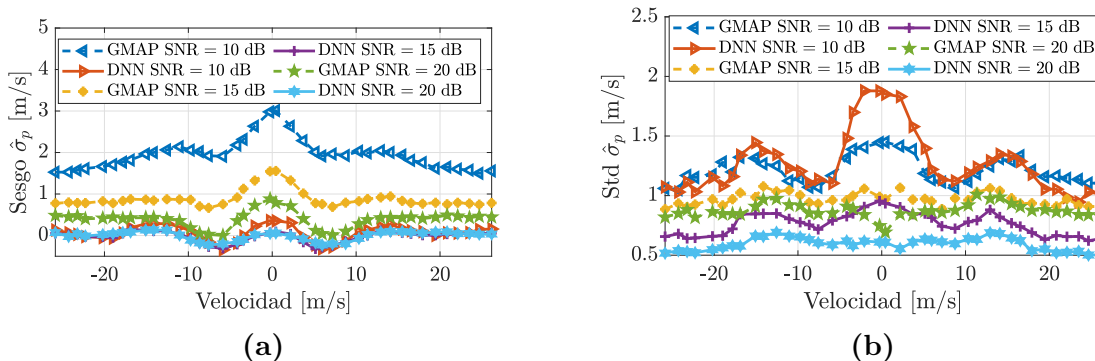 5
4
3
2
1
0
Sesgo σ̂p [m/s]
GMAP SNR = 10 dB
DNN SNR = 10 dB
GMAP SNR = 15 dB
DNN SNR = 15 dB
GMAP SNR = 20 dB
DNN SNR = 20 dB
-20 -10 0 10 20
Velocidad [m/s]
(a)
2.5
2
1.5
1
0.5
Std σ̂p [m/s]
GMAP SNR = 10 dB
DNN SNR = 10 dB
GMAP SNR = 15 dB
DNN SNR = 15 dB
GMAP SNR = 20 dB
DNN SNR = 20 dB
-20 -10 0 10 20
Velocidad [m/s]
(b)